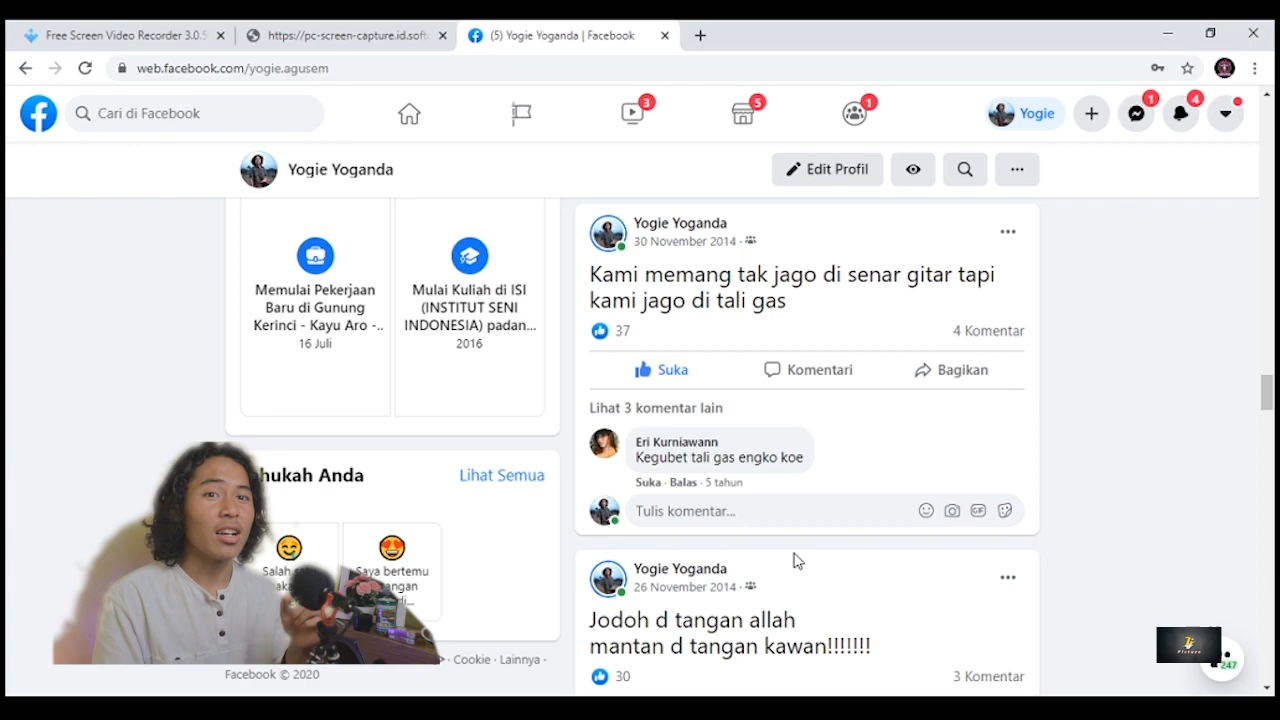 Free Screen Video Recorder 3.0.5
https://pc-screen-capture.id.soft
(5) Yogie Yoganda | Facebook
web.facebook.com/yogie.agusem
Cari di Facebook
3
5
1
Yogie
1
4
Yogie Yoganda
Edit Profil
Memulai Pekerjaan
Baru di Gunung
Kerinci - Kayu Aro -..
16 Juli
Mulai Kuliah di ISI
(INSTITUT SENI
INDONESIA) padan...
2016
hukah Anda
Lihat Semua
Salah
Saya bertemu
Cookie · Lainnya ·
Facebook © 2020
Yogie Yoganda
30 November 2014 ·
Kami memang tak jago di senar gitar tapi
kami jago di tali gas
37
4 Komentar
Suka
Komentari
Bagikan
Lihat 3 komentar lain
Eri Kurniawann
Kegubet tali gas engko koe
Suka · Balas · 5 tahun
Tulis komentar...
GIF
Yogie Yoganda
26 November 2014 ·
Jodoh d tangan allah
mantan d tangan kawan!!!!!!!
30
3 Komentar
Picture
247